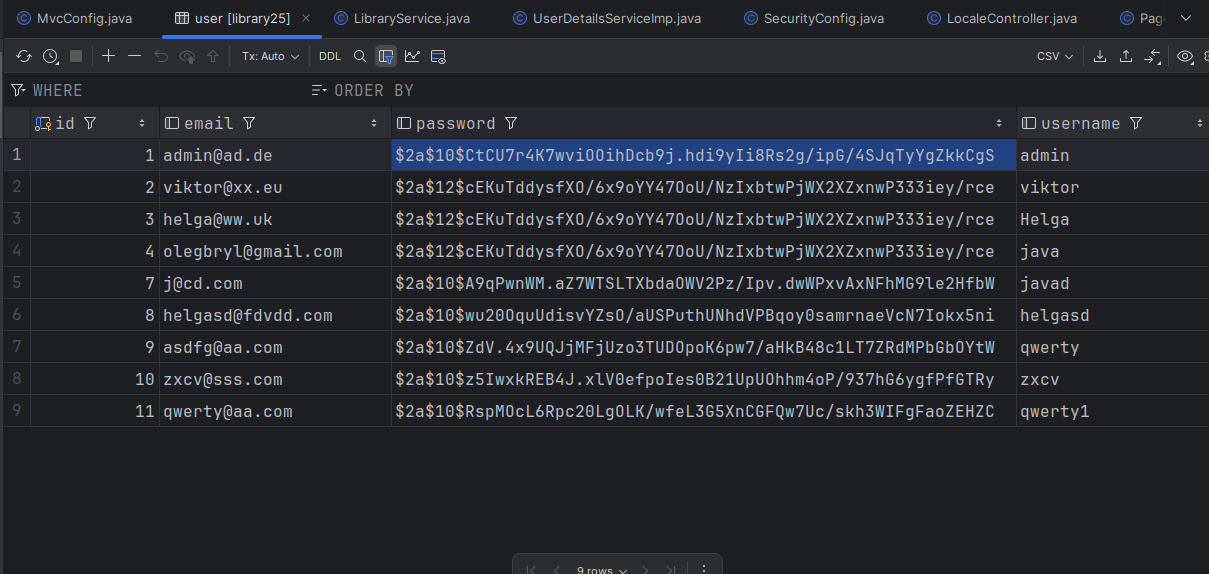 MvcConfig.java user [library25] LibraryService.java UserDetailsServiceImp.java SecurityConfig.java LocaleController.java Pag
Tx: Auto DDL CSV
WHERE ORDER BY
id email password username
1 1 admin@ad.de $2a$10$CtCU7r4K7wviOOihDcb9j.hdi9yIi8Rs2g/ipG/4SJqTyYgZkkCgS admin
2 2 viktor@xx.eu $2a$12$cEKuTddysfXO/6x9oYY47OoU/NzIxbtwPjWX2XZxnwP333iey/rce viktor
3 3 helga@ww.uk $2a$12$cEKuTddysfXO/6x9oYY47OoU/NzIxbtwPjWX2XZxnwP333iey/rce Helga
4 4 olegbryl@gmail.com $2a$12$cEKuTddysfXO/6x9oYY47OoU/NzIxbtwPjWX2XZxnwP333iey/rce java
5 7 j@cd.com $2a$10$A9qPwnWM.aZ7WTSLTXbdaOWV2Pz/Ipv.dwWPxvAxNFhMG9le2HfbW javad
6 8 helgasd@fdvdd.com $2a$10$wu20OquUdisvYZsO/aUSPuthUNhdVPBqoy0samrnaeVcN7Iokx5ni helgasd
7 9 asdfg@aa.com $2a$10$ZdV.4x9UQJjMFjUzo3TUDOpoK6pw7/aHkB48c1LT7ZRdMPbGbOYtW qwerty
8 10 zxcv@sss.com $2a$10$z5IwxkREB4J.xlV0efpoIes0B21UpUOhhm4oP/937hG6ygfPfGTRy zxcv
9 11 qwerty@aa.com $2a$10$RspMOcL6Rpc20LgOLK/wfeL3G5XnCGFQw7Uc/skh3WIFgFaoZEHZC qwerty1
9 rows